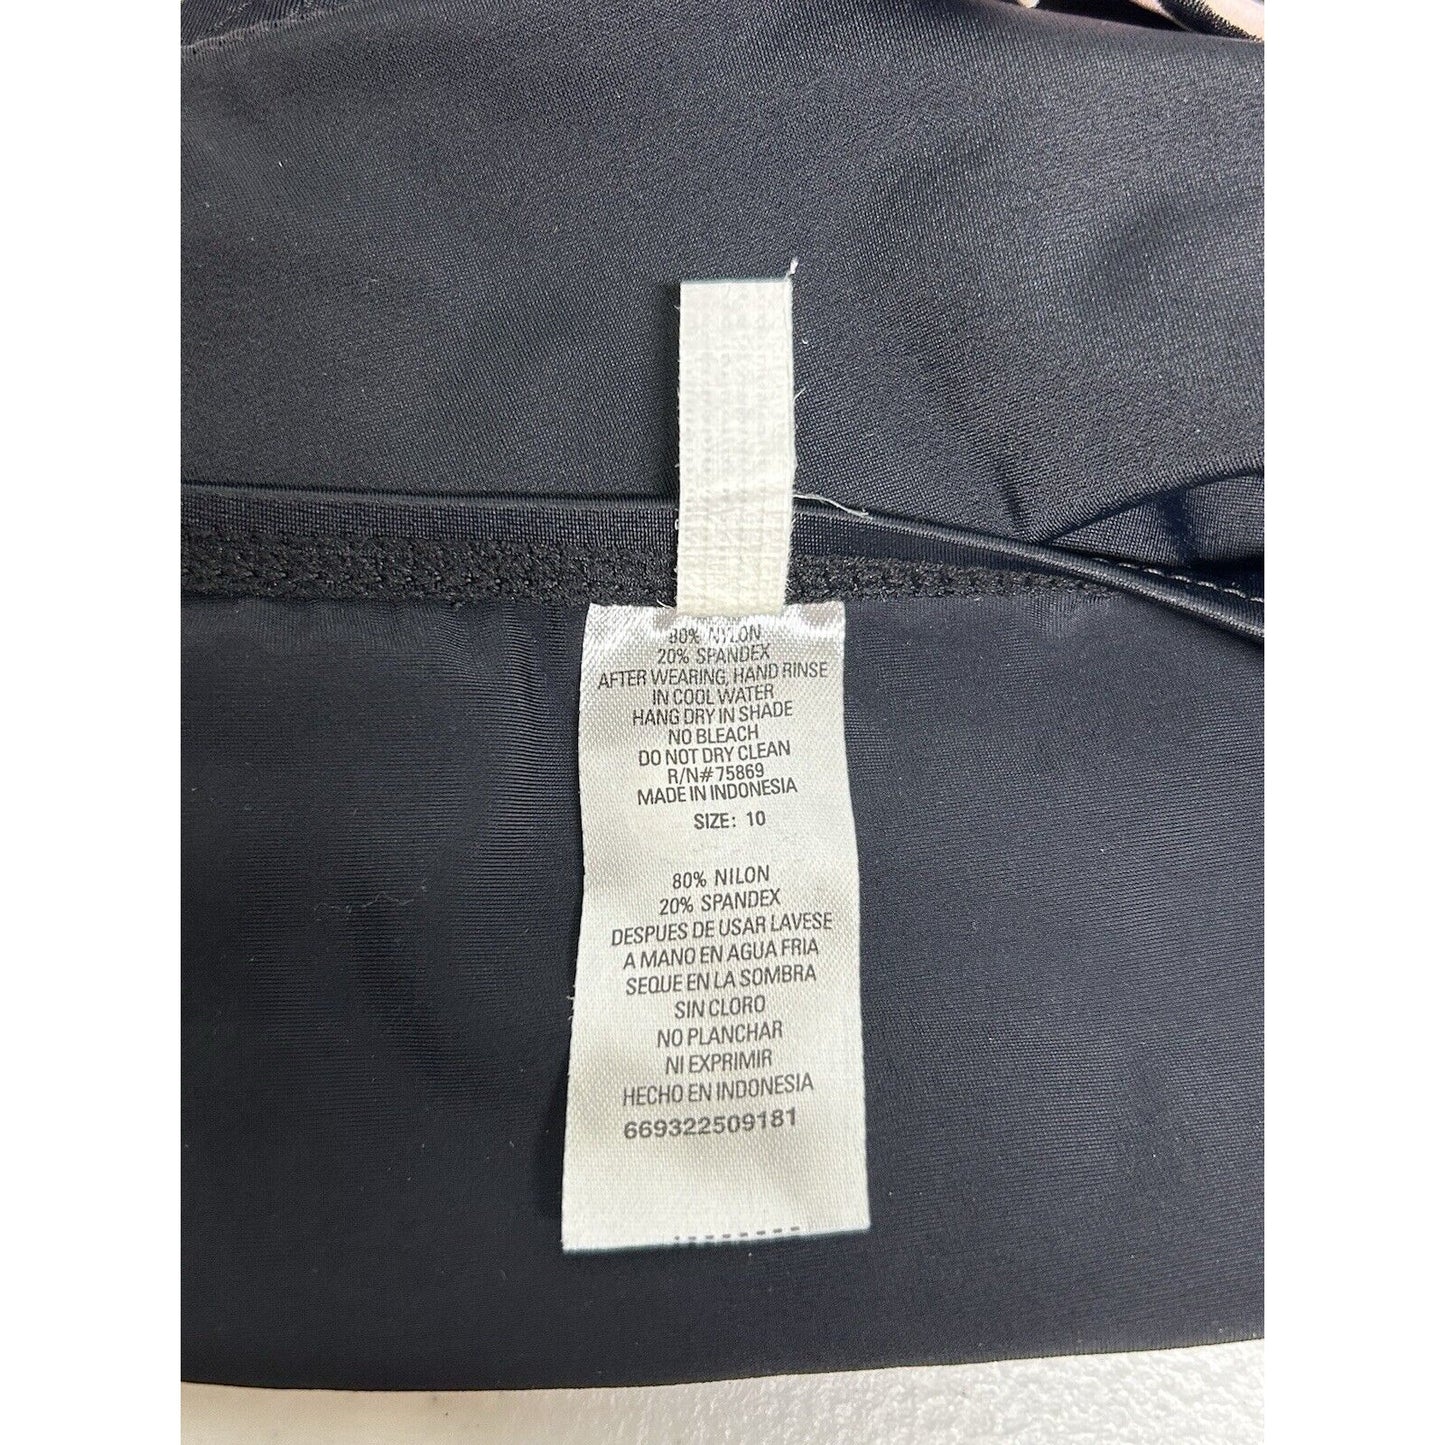 80% NYLON
20% SPANDEX
AFTER WEARING, HAND RINSE
IN COOL WATER
HANG DRY IN SHADE
NO BLEACH
DO NOT DRY CLEAN
R/N#75869
MADE IN INDONESIA
SIZE: 10
80% NILON
20% SPANDEX
DESPUES DE USAR LAVESE
A MANO EN AGUA FRIA
SEQUE EN LA SOMBRA
SIN CLORO
NO PLANCHAR
NI EXPRIMIR
HECHO EN INDONESIA
669322509181